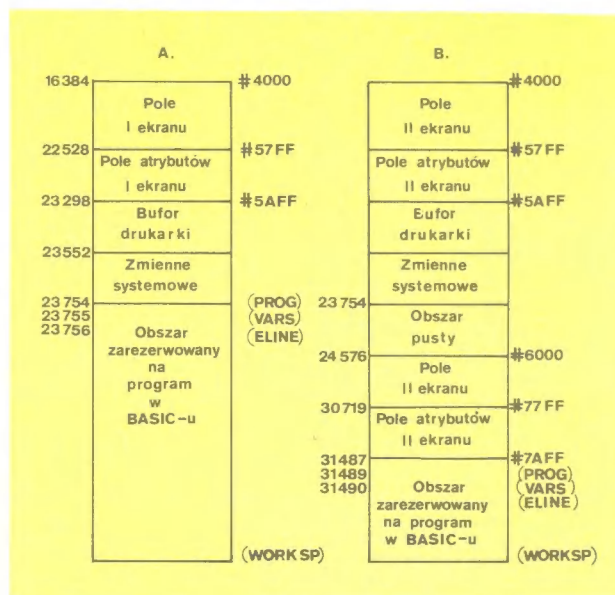 A.
16384
#4000
Pole
I ekranu
22528
#57FF
Pole atrybutów
I ekranu
23298
#5AFF
Bufor
drukarki
23552
Zmienne
systemowe
23754
(PROG)
23755
(VARS)
23756
(ELINE)
Obszar
zarezerwowany
na
program
w
BASIC-u
(WORKSP)
B.
#4000
Pole
II ekranu
#57FF
Pole atrybutów
II ekranu
#5AFF
Bufor
drukarki
Zmienne
systemowe
23754
Obszar
pusty
24576
#6000
Pole
II ekranu
30719
#77FF
Pole atrybutów
II ekranu
31487
#7AFF
31489
(PROG)
31490
(VARS)
(ELINE)
Obszar
zarezerwowany
na program
w BASIC-u
(WORKSP)